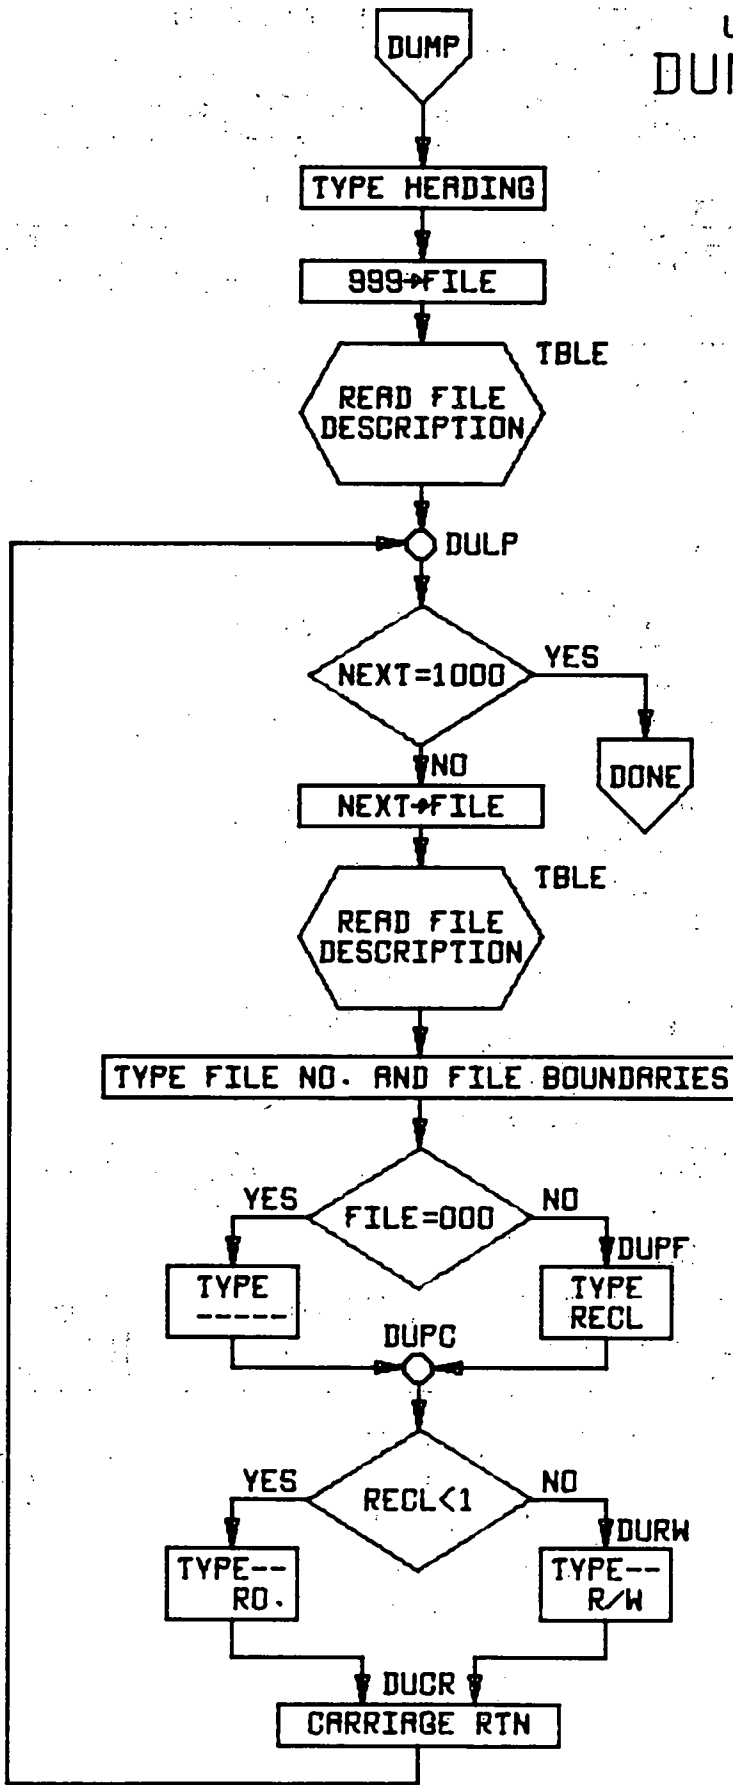 DUMP
TYPE HEADING
999→FILE
TBLE
READ FILE
DESCRIPTION
DULP
NEXT=1000
YES
NO
DONE
NEXT→FILE
TBLE
READ FILE
DESCRIPTION
TYPE FILE NO. AND FILE BOUNDARIES
YES
FILE=000
NO
DUPF
TYPE
-----
TYPE
RECL
DUPC
YES
RECL<1
NO
DURW
TYPE--
RO.
TYPE--
R/W
DUCR
CARRIAGE RTN